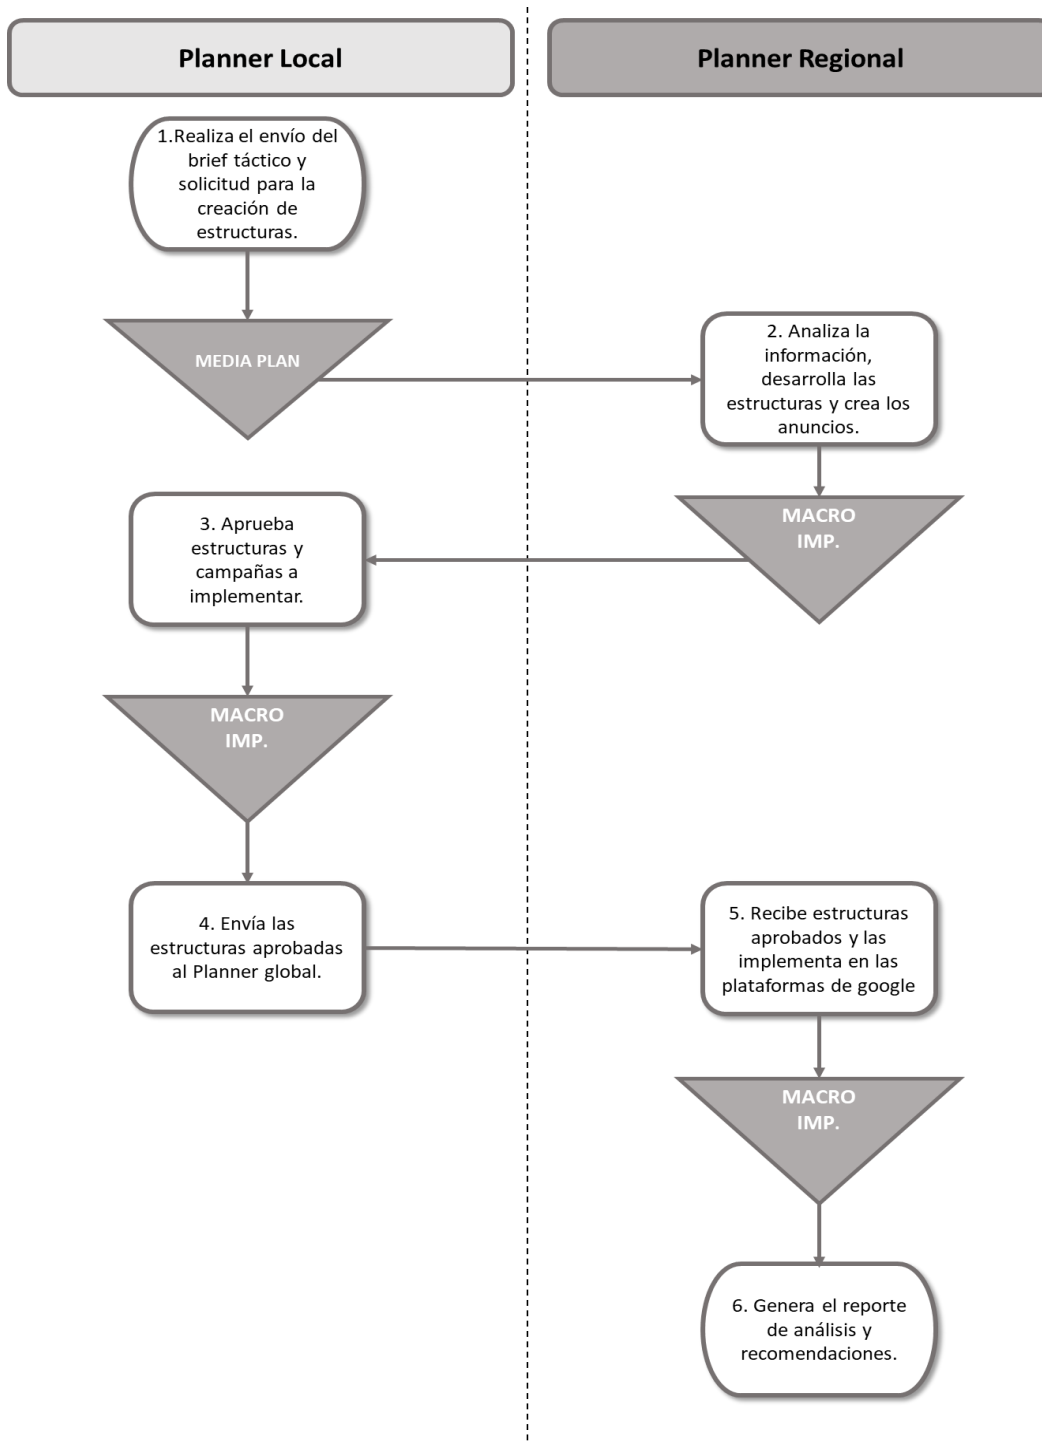 Planner Local
Planner Regional
1.Realiza el envío del
brief táctico y
solicitud para la
creación de
estructuras.
MEDIA PLAN
2. Analiza la
información,
desarrolla las
estructuras y crea los
anuncios.
MACRO
IMP.
3. Aprueba
estructuras y
campañas a
implementar.
MACRO
IMP.
4. Envía las
estructuras aprobadas
al Planner global.
5. Recibe estructuras
aprobados y las
implementa en las
plataformas de google
MACRO
IMP.
6. Genera el reporte
de análisis y
recomendaciones.